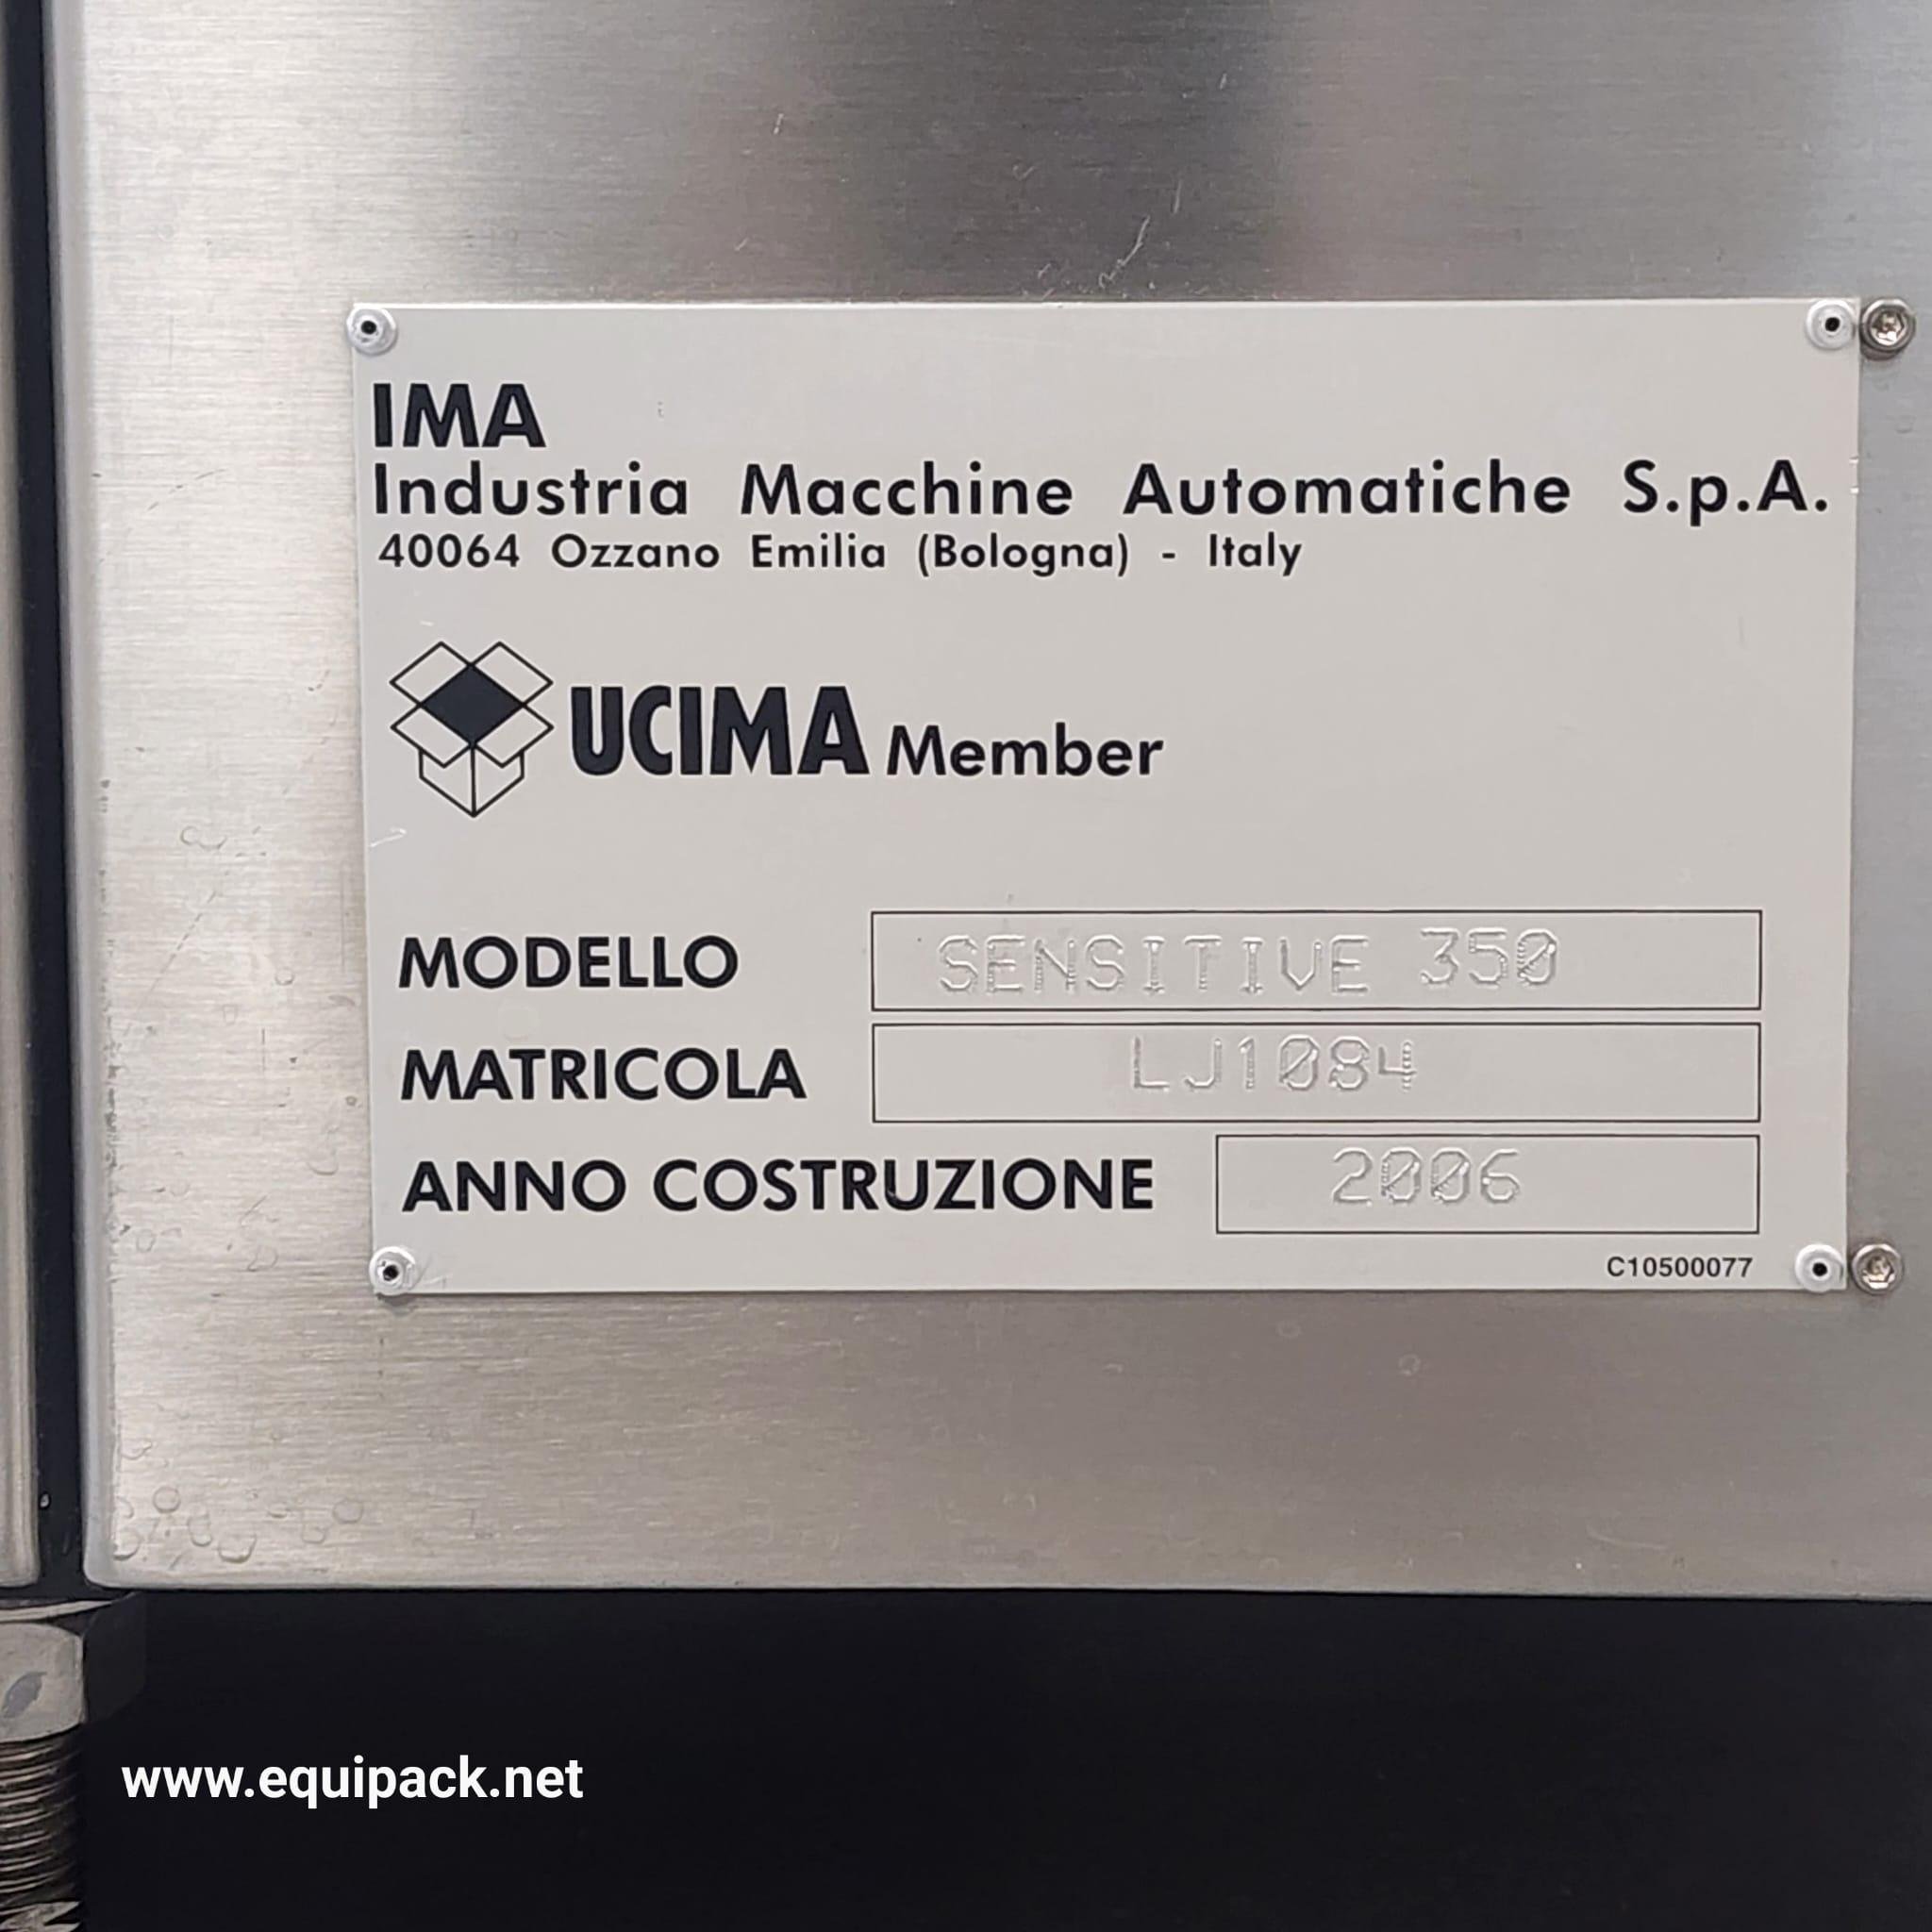 IMA
Industria Macchine Automatiche S.p.A.
40064 Ozzano Emilia (Bologna) - Italy
UCIMA Member
MODELLO SENSITIVE 350
MATRICOLA LJ1084
ANNO COSTRUZIONE 2006
C10500077
www.equipack.net